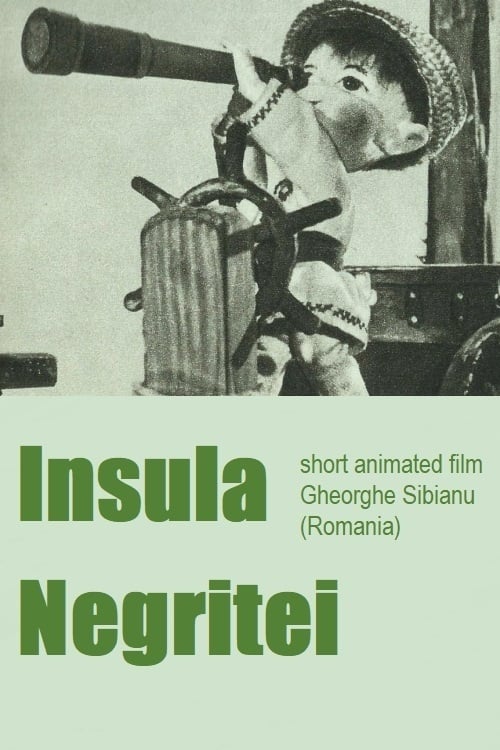 Insula
short animated film
Gheorghe Sibianu
(Romania)
Negritei